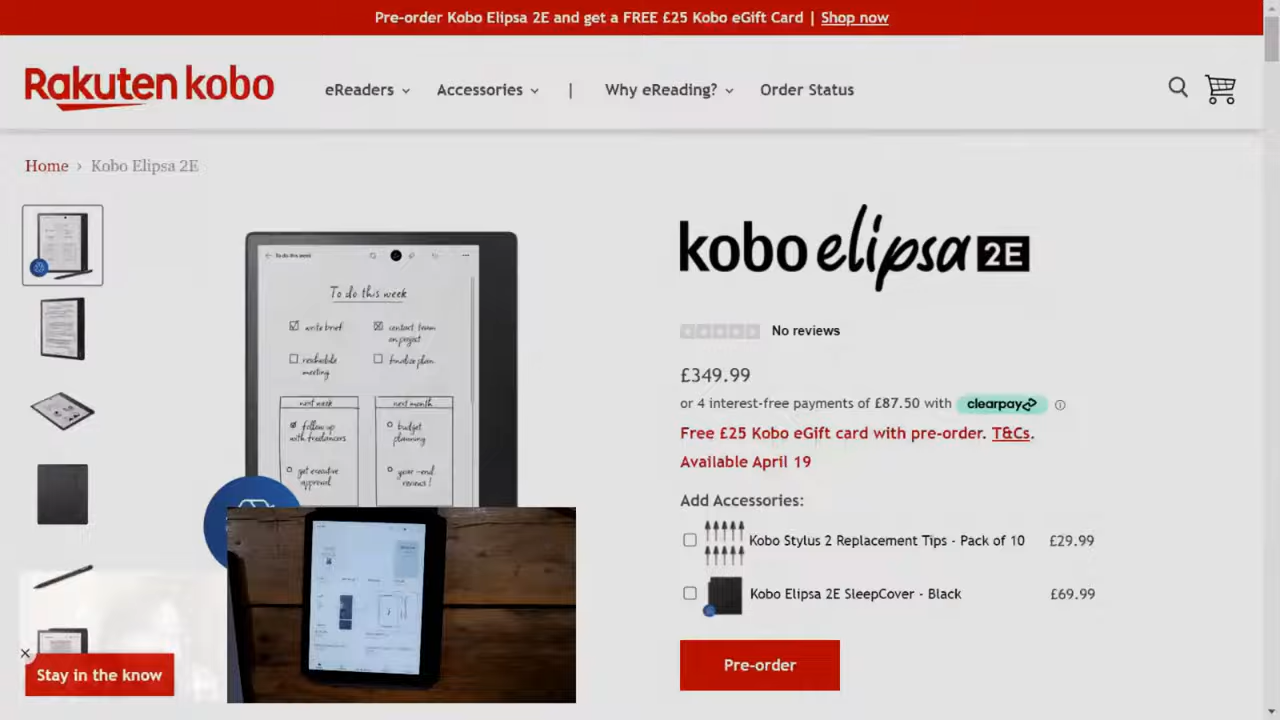 Pre-order Kobo Elipsa 2E and get a FREE £25 Kobo eGift Card | Shop now
Rakuten kobo
eReaders
Accessories
|
Why eReading?
Order Status
Home › Kobo Elipsa 2E
To do this week
To do this week
write brief
contact team
on project
reschedule
meeting
finalize plan
next week
next month
follow up
with freelancers
budget
planning
get executive
approval
year-end
reviews!
kobo elipsa 2E
No reviews
£349.99
or 4 interest-free payments of £87.50 with clearpay
Free £25 Kobo eGift card with pre-order. T&Cs.
Available April 19
Add Accessories:
Kobo Stylus 2 Replacement Tips - Pack of 10 £29.99
Kobo Elipsa 2E SleepCover - Black £69.99
Pre-order
Stay in the know